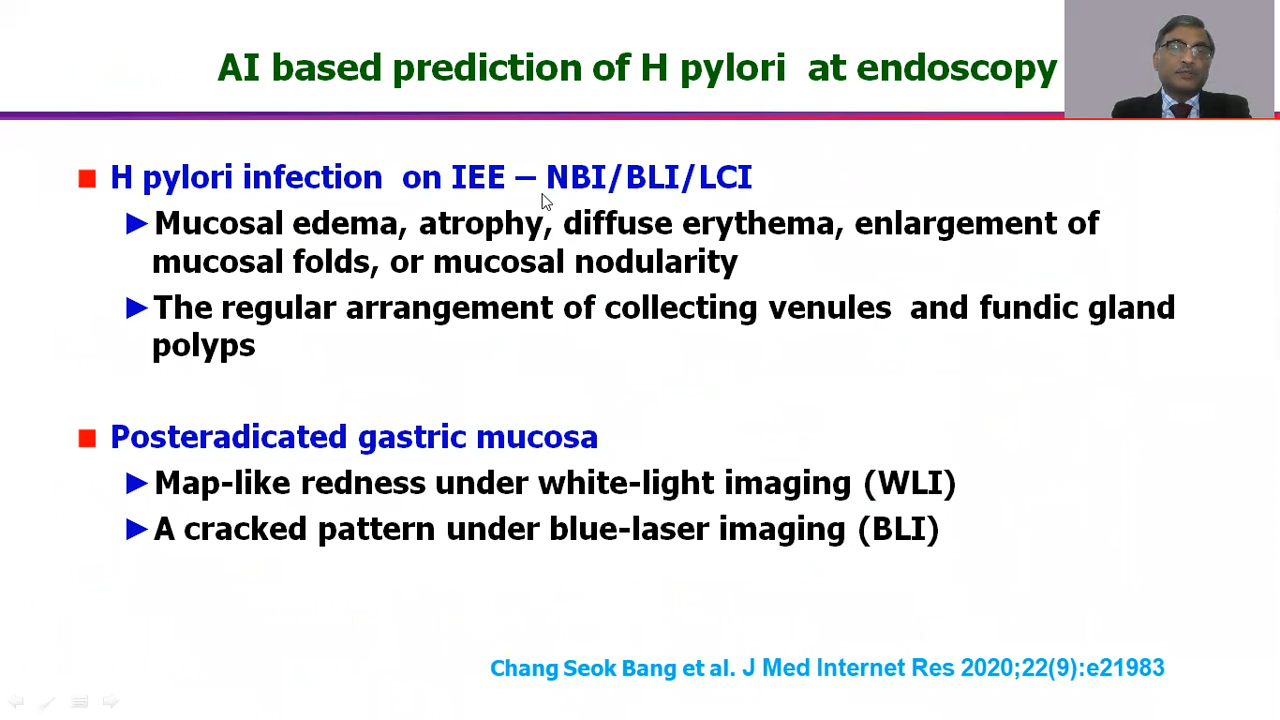 AI based prediction of H pylori at endoscopy
H pylori infection on IEE – NBI/BLI/LCI
Mucosal edema, atrophy, diffuse erythema, enlargement of
mucosal folds, or mucosal nodularity
The regular arrangement of collecting venules and fundic gland
polyps
Posteradicated gastric mucosa
Map-like redness under white-light imaging (WLI)
A cracked pattern under blue-laser imaging (BLI)
Chang Seok Bang et al. J Med Internet Res 2020;22(9):e21983